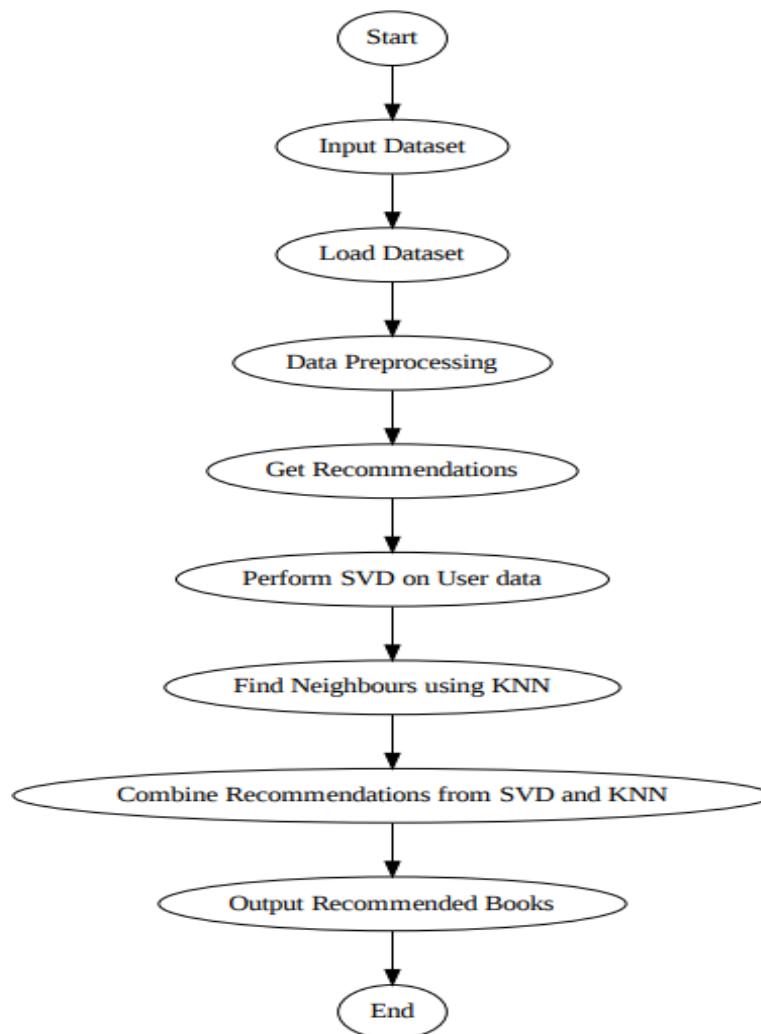 Start
Input Dataset
Load Dataset
Data Preprocessing
Get Recommendations
Perform SVD on User data
Find Neighbours using KNN
Combine Recommendations from SVD and KNN
Output Recommended Books
End